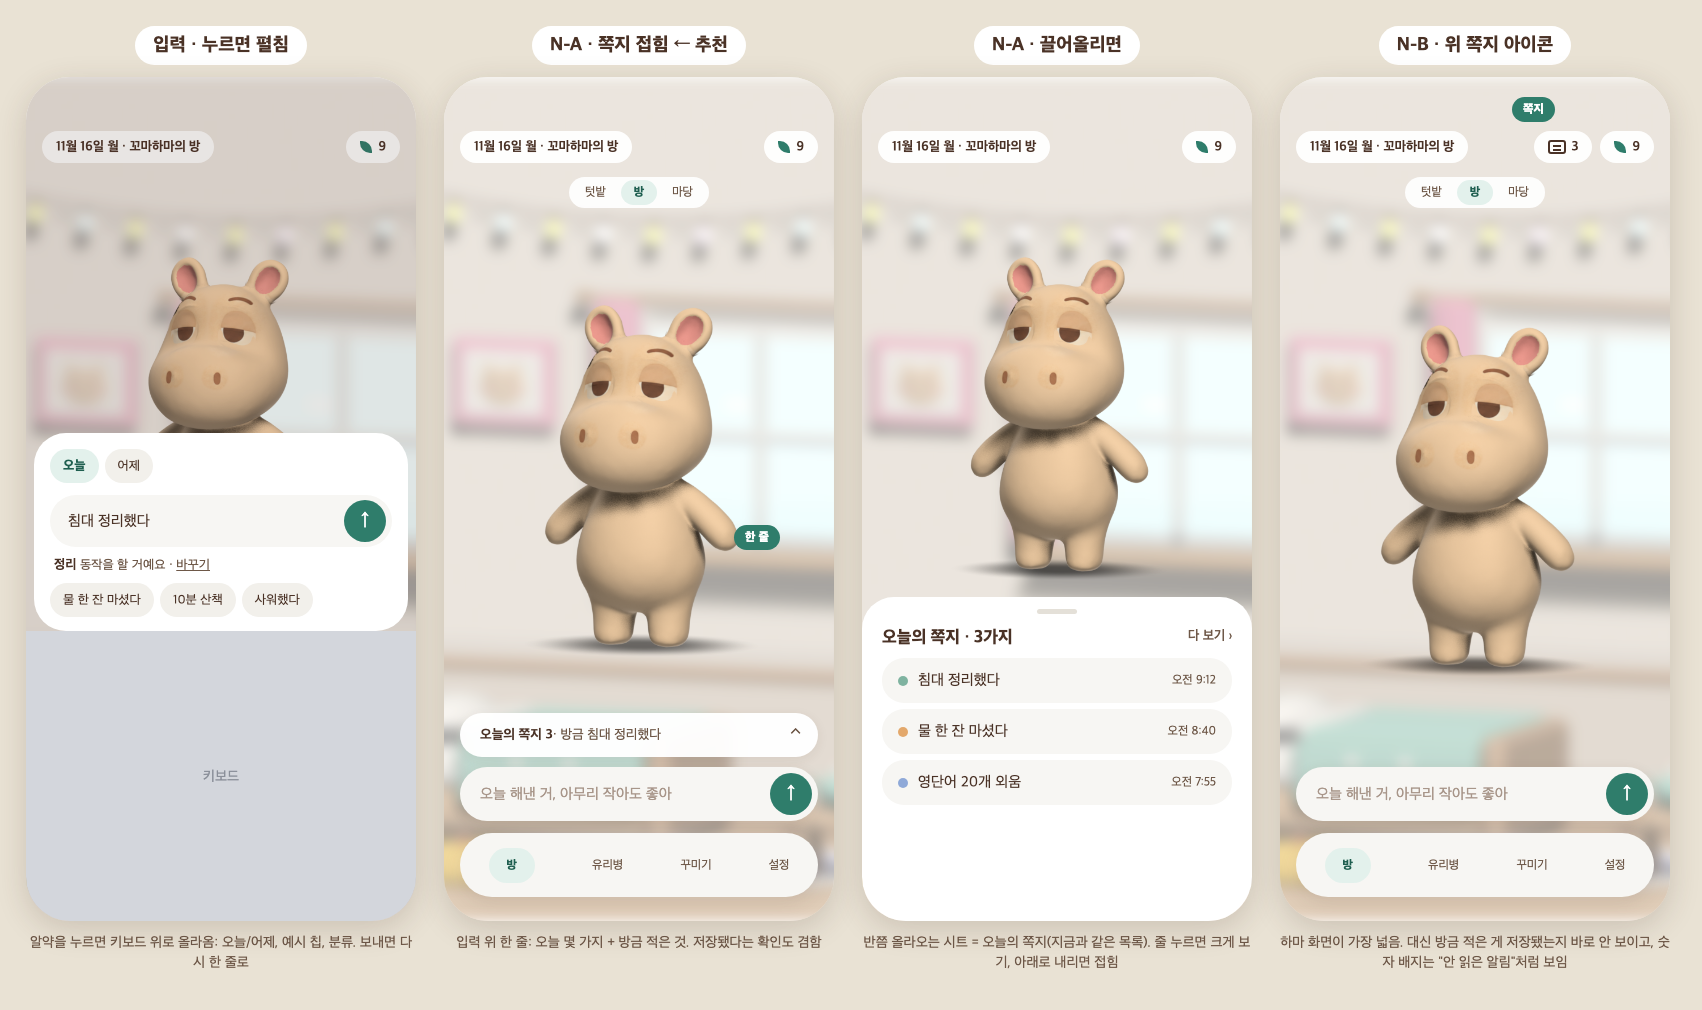 입력 · 누르면 펼침
11월 16일 월 · 꼬마하마의 방
9
오늘
어제
침대 정리했다
↑
정리 동작을 할 거예요 · 바꾸기
물 한 잔 마셨다
10분 산책
샤워했다
키보드
알약을 누르면 키보드 위로 올라옴: 오늘/어제, 예시 칩, 분류. 보내면 다
시 한 줄로
N-A · 쪽지 접힘 ← 추천
11월 16일 월 · 꼬마하마의 방
9
텃밭
방
마당
한 줄
오늘의 쪽지 3· 방금 침대 정리했다
오늘 해낸 거, 아무리 작아도 좋아
↑
방
유리병
꾸미기
설정
입력 위 한 줄: 오늘 몇 가지 + 방금 적은 것. 저장됐다는 확인도 겸함
N-A · 끌어올리면
11월 16일 월 · 꼬마하마의 방
9
오늘의 쪽지 · 3가지
다 보기 ›
침대 정리했다
오전 9:12
물 한 잔 마셨다
오전 8:40
영단어 20개 외움
오전 7:55
반쯤 올라오는 시트 = 오늘의 쪽지(지금과 같은 목록). 줄 누르면 크게 보
기, 아래로 내리면 접힘
N-B · 위 쪽지 아이콘
쪽지
11월 16일 월 · 꼬마하마의 방
3
9
텃밭
방
마당
오늘 해낸 거, 아무리 작아도 좋아
↑
방
유리병
꾸미기
설정
하마 화면이 가장 넓음. 대신 방금 적은 게 저장됐는지 바로 안 보이고, 숫
자 배지는 "안 읽은 알림"처럼 보임